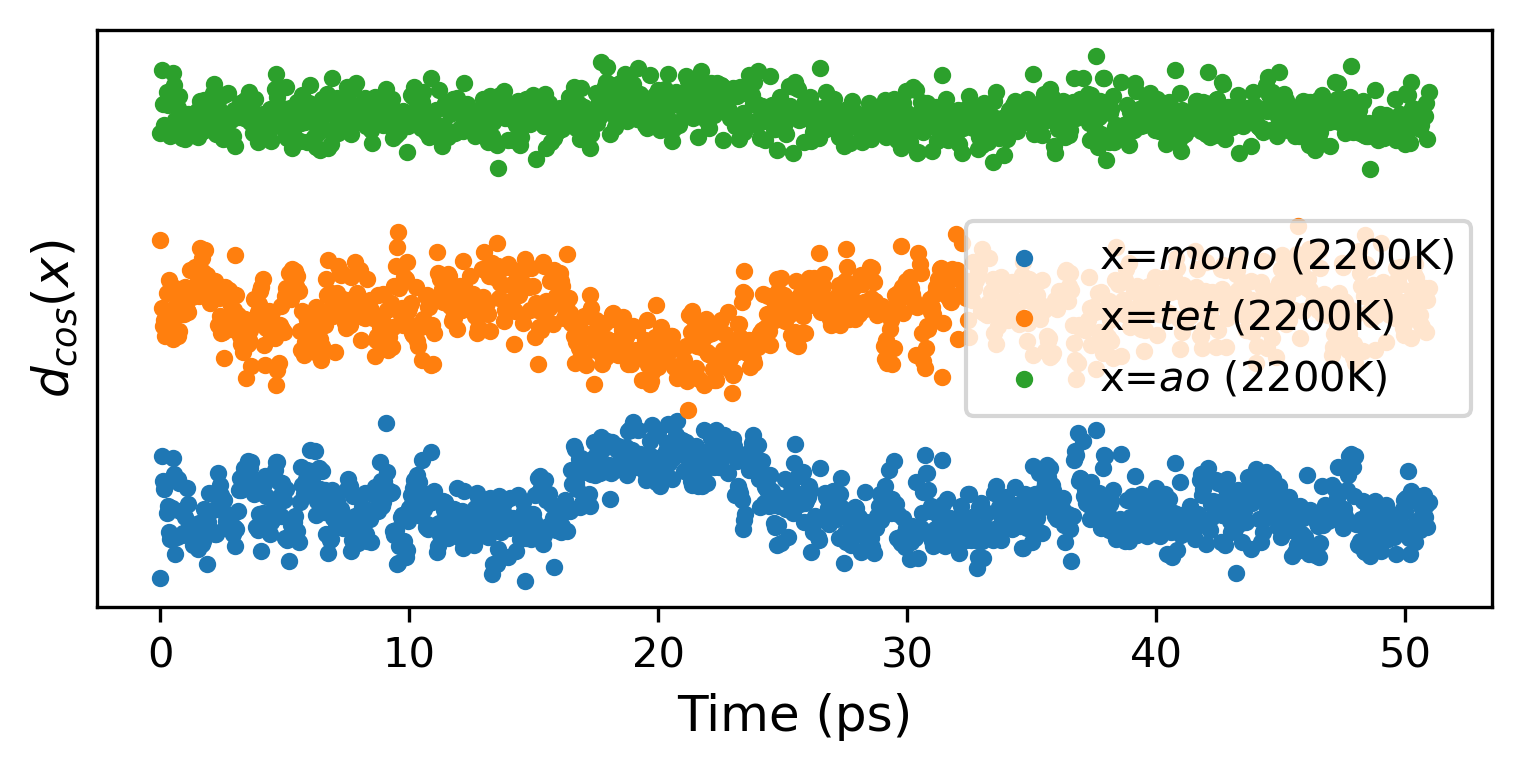 d_cos(x)
x=mono (2200K)
x=tet (2200K)
x=ao (2200K)
0 10 20 30 40 50
Time (ps)